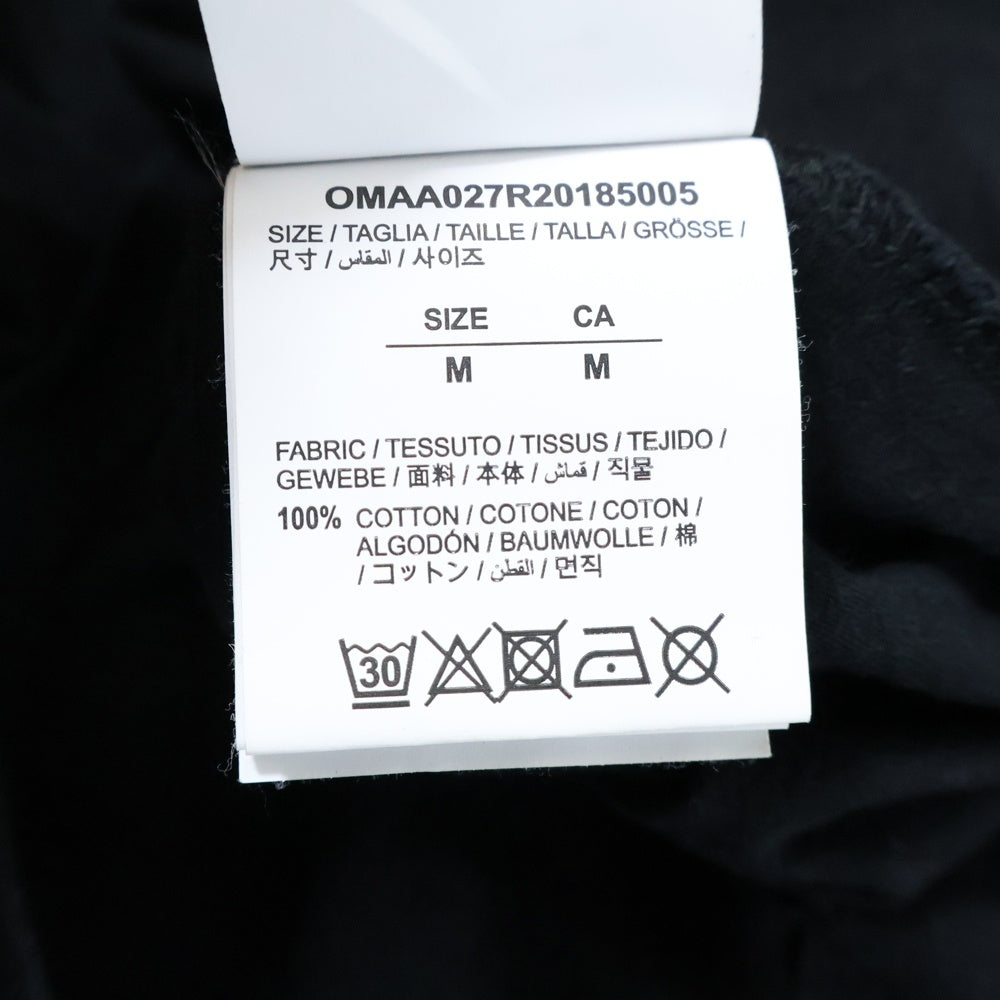 OMAA027R20185005
SIZE / TAGLIA / TAILLE / TALLA / GRÖSSE /
尺寸 / المقاس / 사이즈
SIZE CA
M M
FABRIC / TESSUTO / TISSUS / TEJIDO /
GEWEBE / 面料 / 本体 / قماش / 직물
100% COTTON / COTONE / COTON /
ALGODÓN / BAUMWOLLE / 棉
/ コットン / القطن / 면직
30